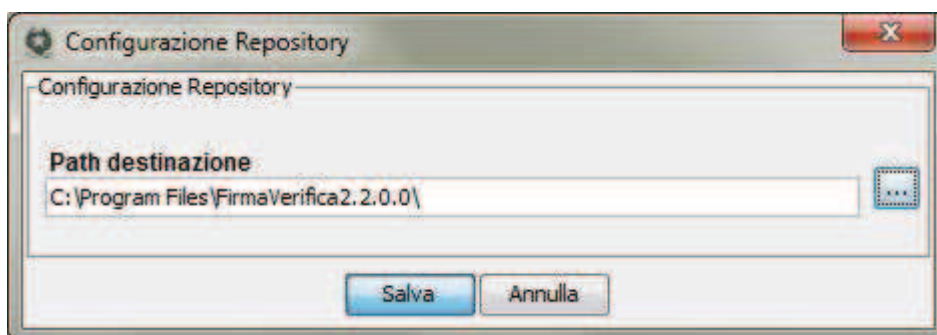 Configurazione Repository
Configurazione Repository
Path destinazione
C:\Program Files\FirmaVerifica2.2.0.0\
...
Salva Annulla